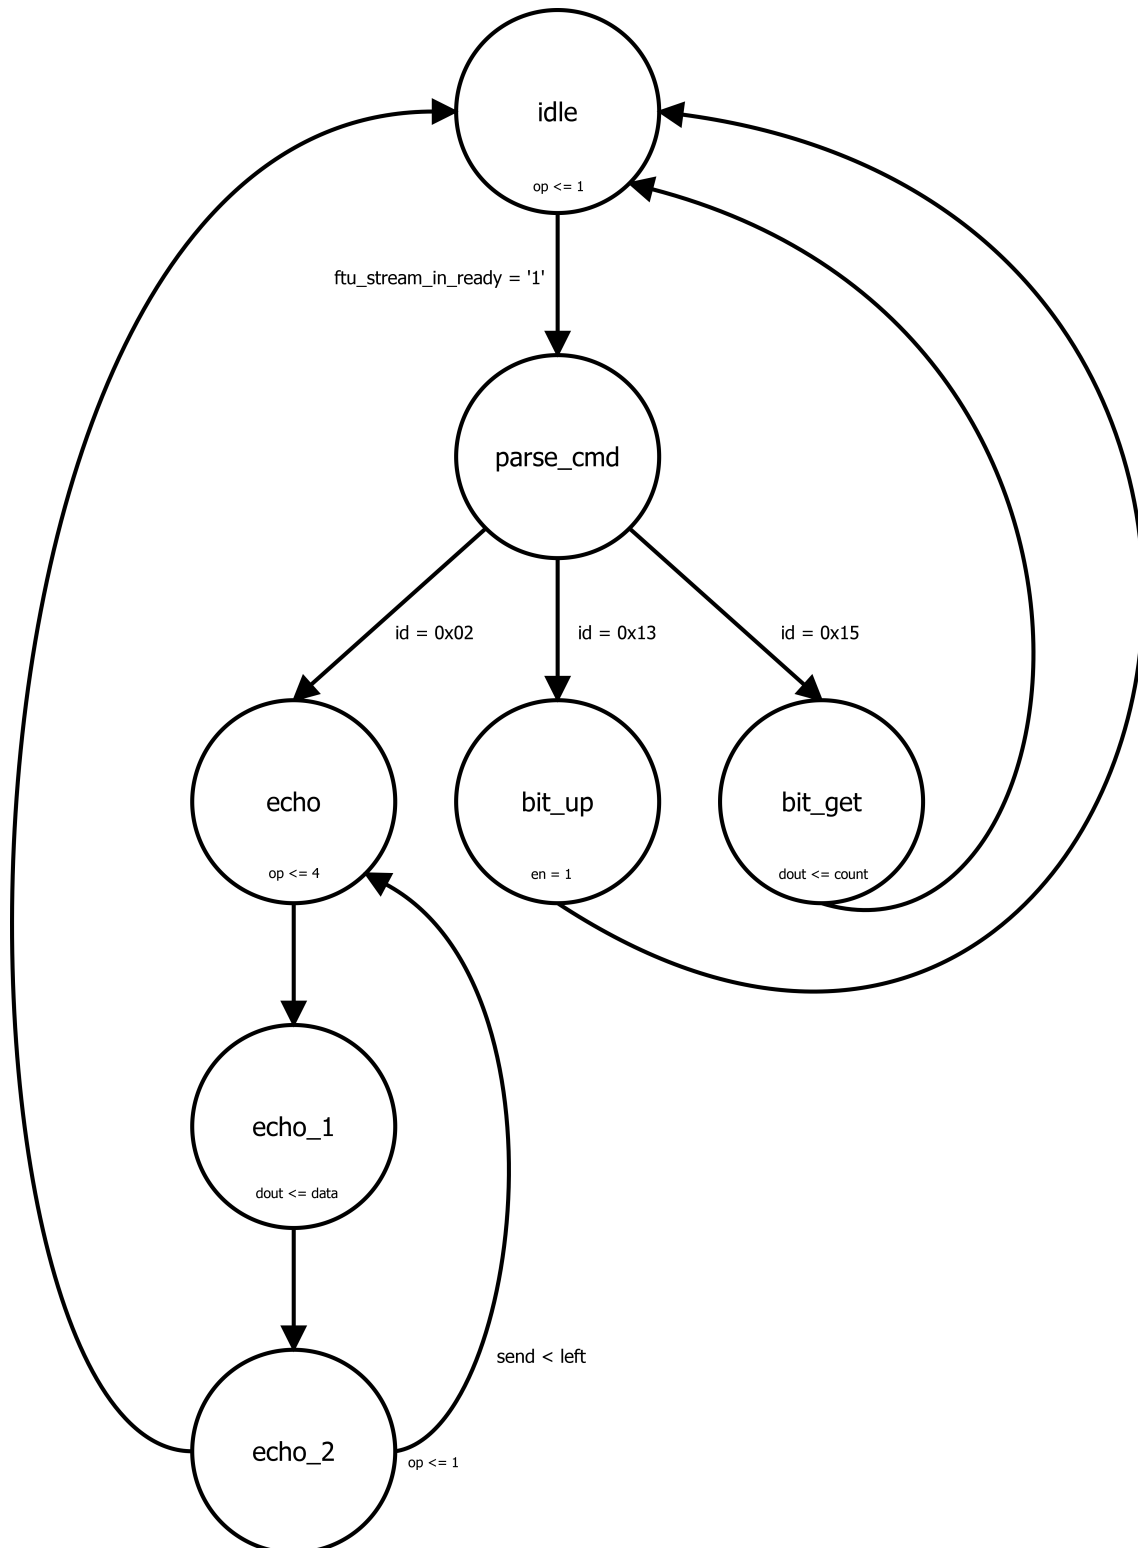 idle
op <= 1
ftu_stream_in_ready = '1'
parse_cmd
id = 0x02
id = 0x13
id = 0x15
echo
op <= 4
bit_up
en = 1
bit_get
dout <= count
echo_1
dout <= data
send < left
echo_2
op <= 1